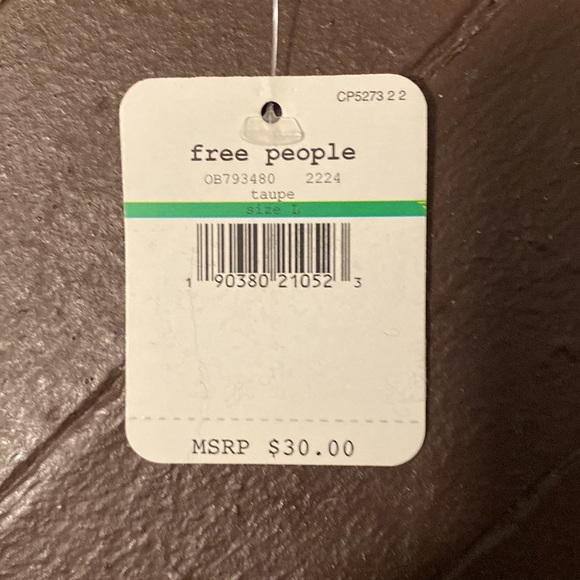 CP5273 2 2
free people
OB793480 2224
taupe
size L
1 90380 21052 3
MSRP $30.00